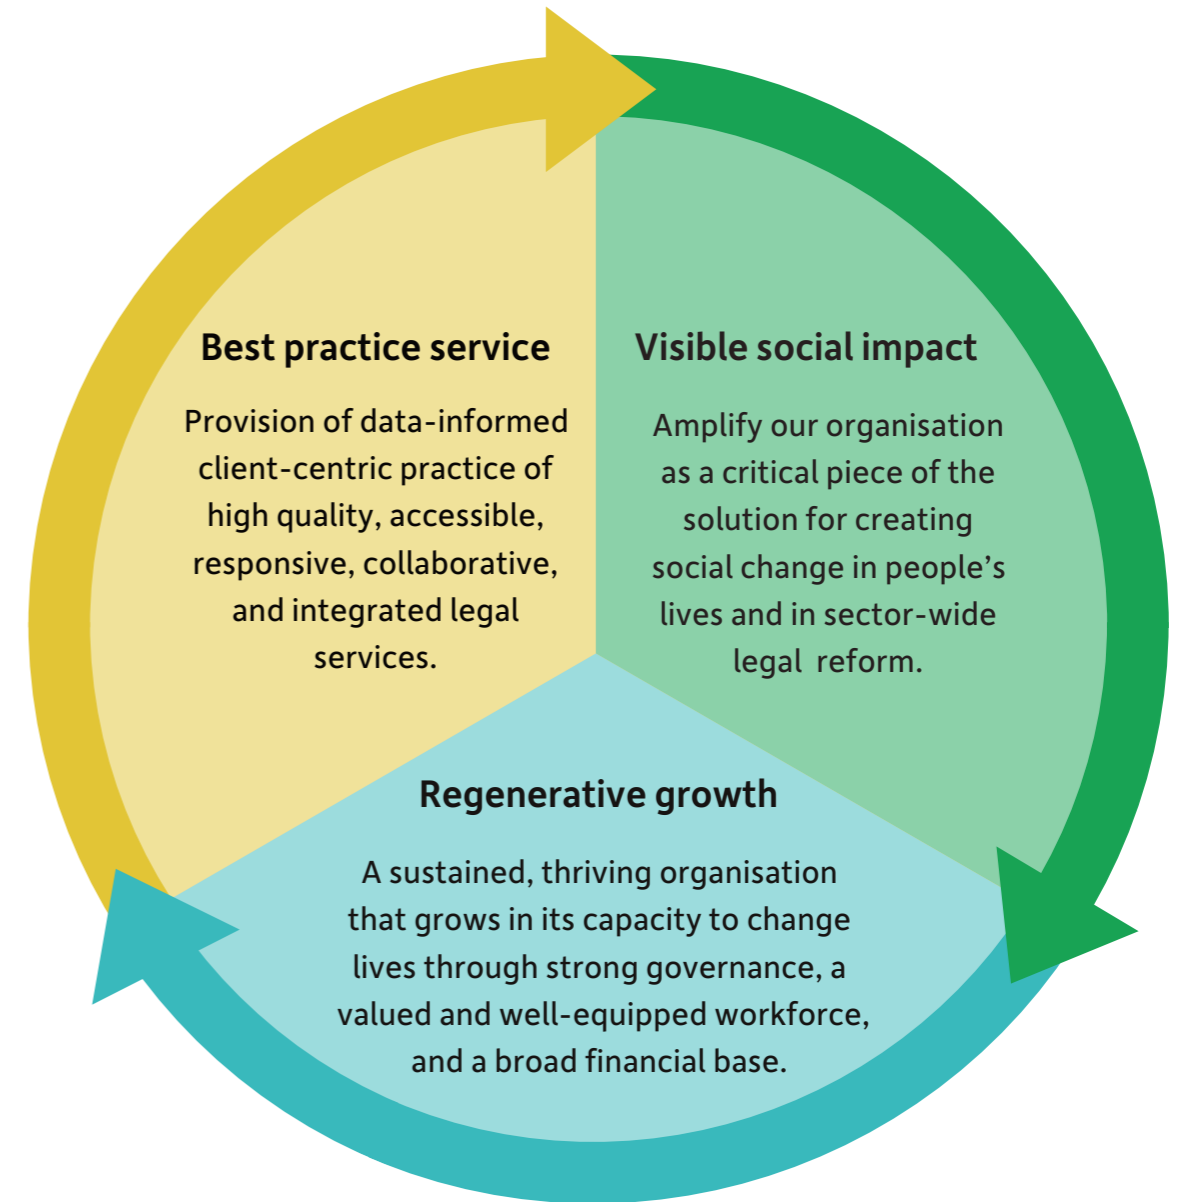 Best practice service
Provision of data-informed
client-centric practice of
high quality, accessible,
responsive, collaborative,
and integrated legal
services.
Visible social impact
Amplify our organisation
as a critical piece of the
solution for creating
social change in people’s
lives and in sector-wide
legal  reform.
Regenerative growth
A sustained, thriving organisation
that grows in its capacity to change
lives through strong governance, a
valued and well-equipped workforce,
and a broad financial base.